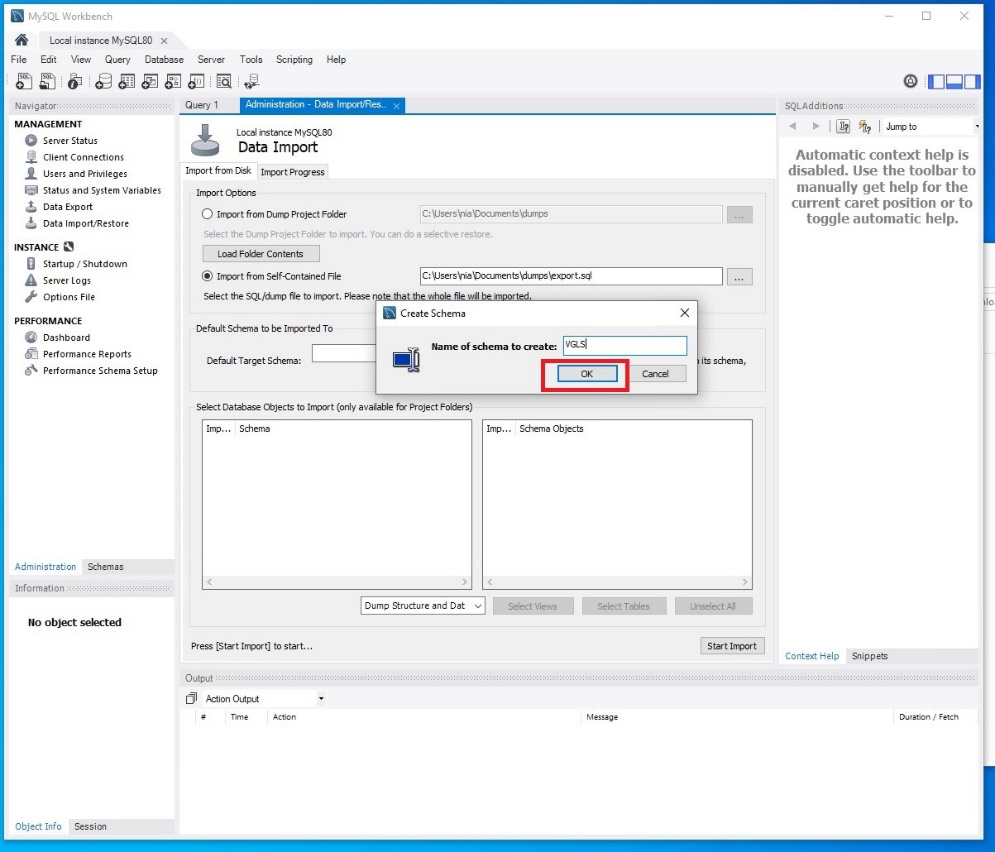 MySQL Workbench
Local instance MySQL80
File Edit View Query Database Server Tools Scripting Help
Navigator
MANAGEMENT
Server Status
Client Connections
Users and Privileges
Status and System Variables
Data Export
Data Import/Restore
INSTANCE
Startup / Shutdown
Server Logs
Options File
PERFORMANCE
Dashboard
Performance Reports
Performance Schema Setup
Administration Schemas
Information
No object selected
Object Info Session
Query 1 Administration - Data Import/Res..
Local instance MySQL80
Data Import
Import from Disk Import Progress
Import Options
Import from Dump Project Folder C:\Users\nia\Documents\dumps ...
Select the Dump Project Folder to import. You can do a selective restore.
Load Folder Contents
Import from Self-Contained File C:\Users\nia\Documents\dumps\export.sql ...
Select the SQL/dump file to import. Please note that the whole file will be imported.
Create Schema
Name of schema to create: VGLS
OK Cancel
Default Schema to be Imported To
Default Target Schema: its schema,
Select Database Objects to Import (only available for Project Folders)
Imp... Schema
Imp... Schema Objects
Dump Structure and Dat Select Views Select Tables Unselect All
Press [Start Import] to start... Start Import
SQLAdditions
Jump to
Automatic context help is
disabled. Use the toolbar to
manually get help for the
current caret position or to
toggle automatic help.
Context Help Snippets
Output
Action Output
# Time Action Message Duration / Fetch